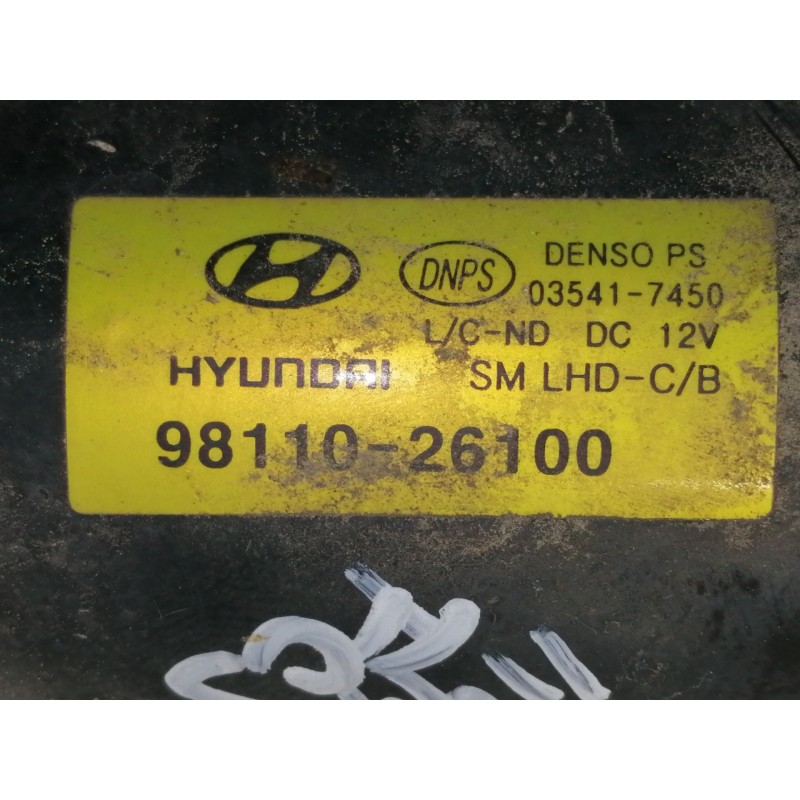 DNPS DENSO PS
03541-7450
L/C-ND DC 12V
HYUNDAI SM LHD-C/B
98110-26100